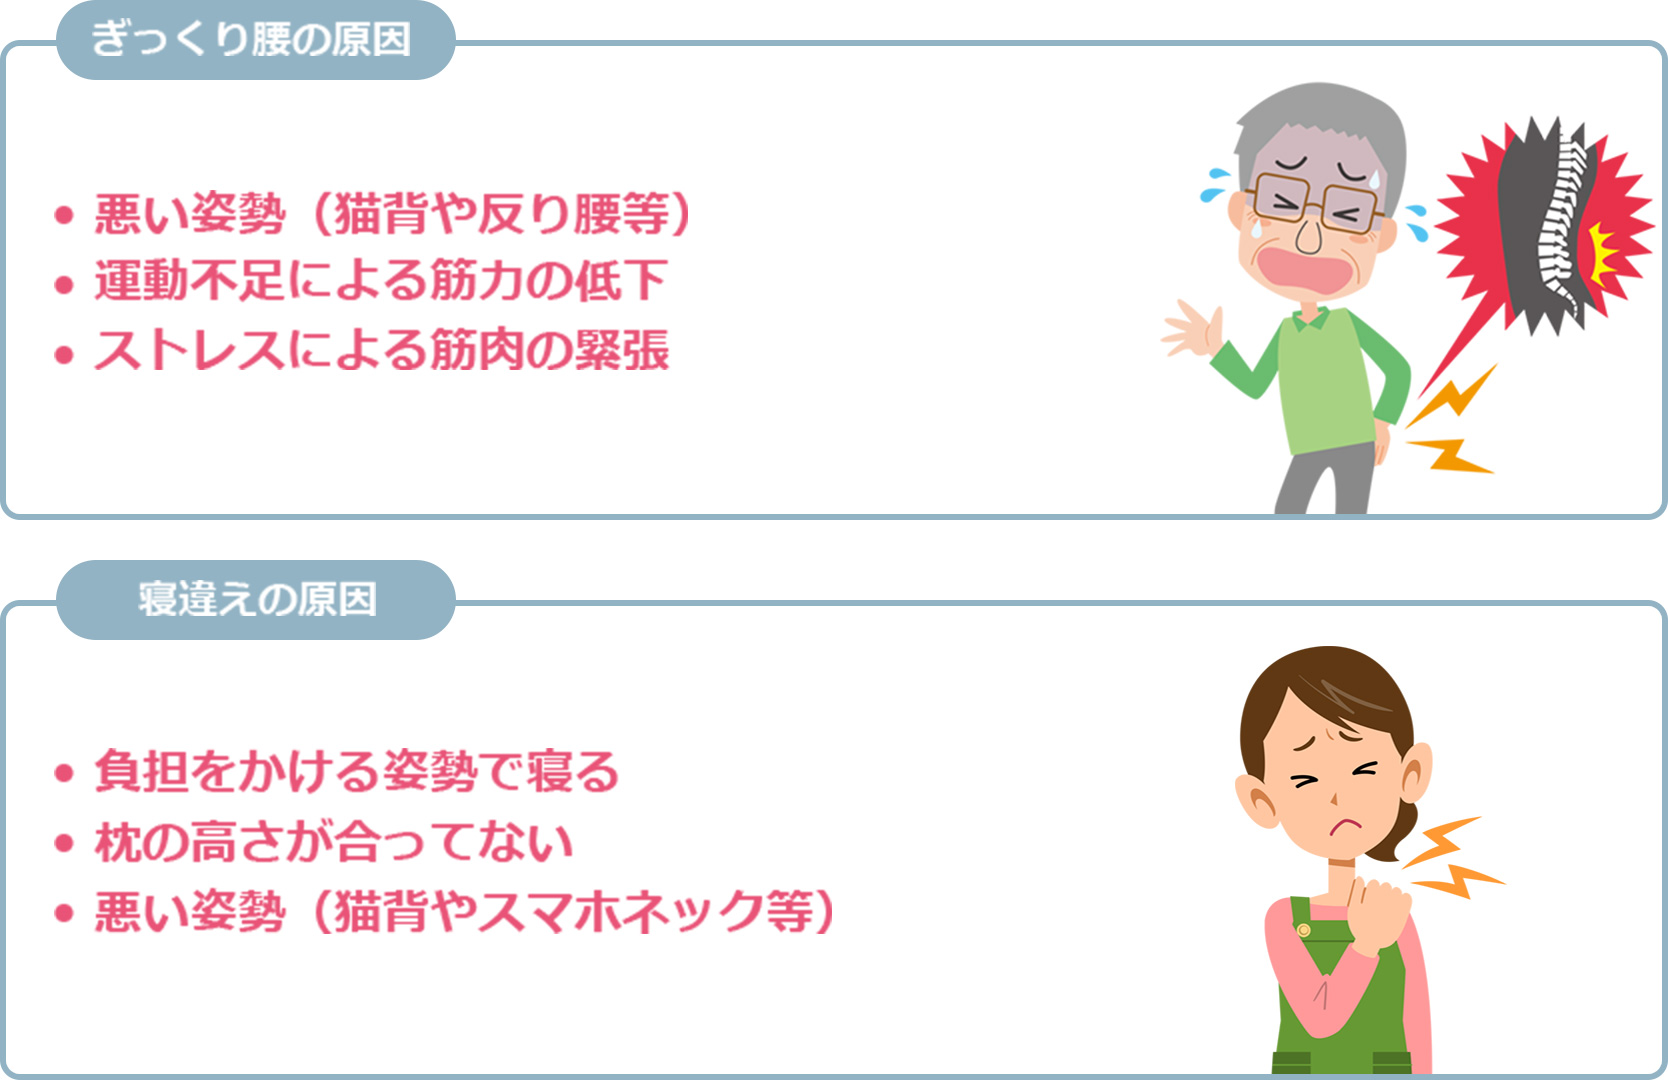 ぎっくり腰の原因
• 悪い姿勢（猫背や反り腰等）
• 運動不足による筋力の低下
• ストレスによる筋肉の緊張
寝違えの原因
• 負担をかける姿勢で寝る
• 枕の高さが合ってない
• 悪い姿勢（猫背やスマホネック等）